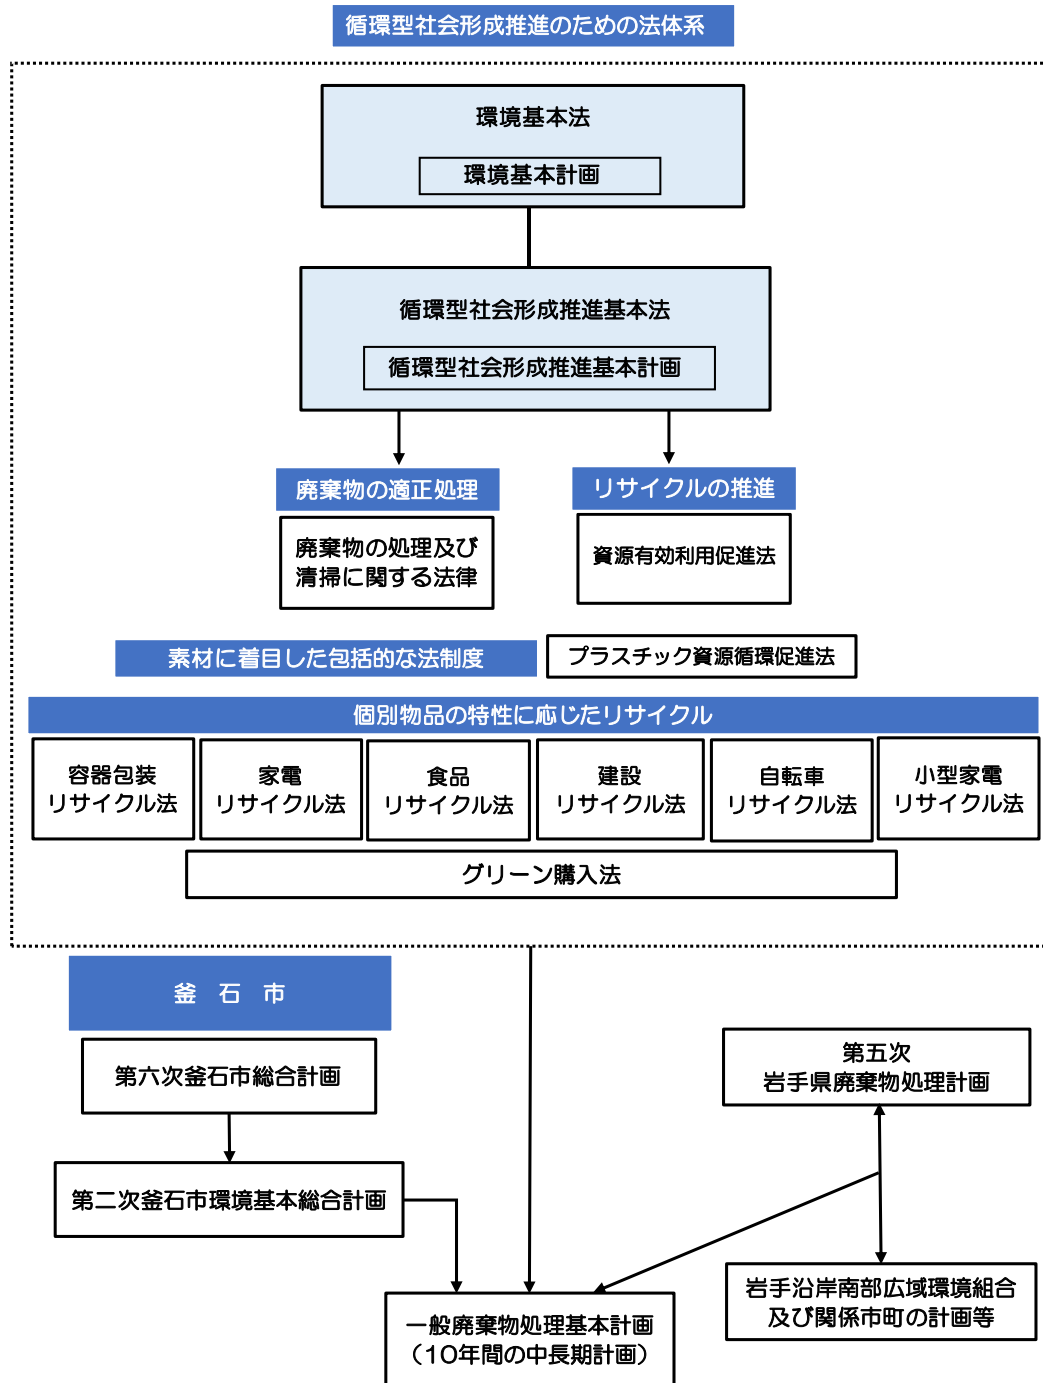 循環型社会形成推進のための法体系
環境基本法
環境基本計画
循環型社会形成推進基本法
循環型社会形成推進基本計画
廃棄物の適正処理
リサイクルの推進
廃棄物の処理及び
清掃に関する法律
資源有効利用促進法
素材に着目した包括的な法制度
プラスチック資源循環促進法
個別物品の特性に応じたリサイクル
容器包装
リサイクル法
家電
リサイクル法
食品
リサイクル法
建設
リサイクル法
自転車
リサイクル法
小型家電
リサイクル法
グリーン購入法
釜 石 市
第六次釜石市総合計画
第五次
岩手県廃棄物処理計画
第二次釜石市環境基本総合計画
岩手沿岸南部広域環境組合
及び関係市町の計画等
一般廃棄物処理基本計画
（10年間の中長期計画）